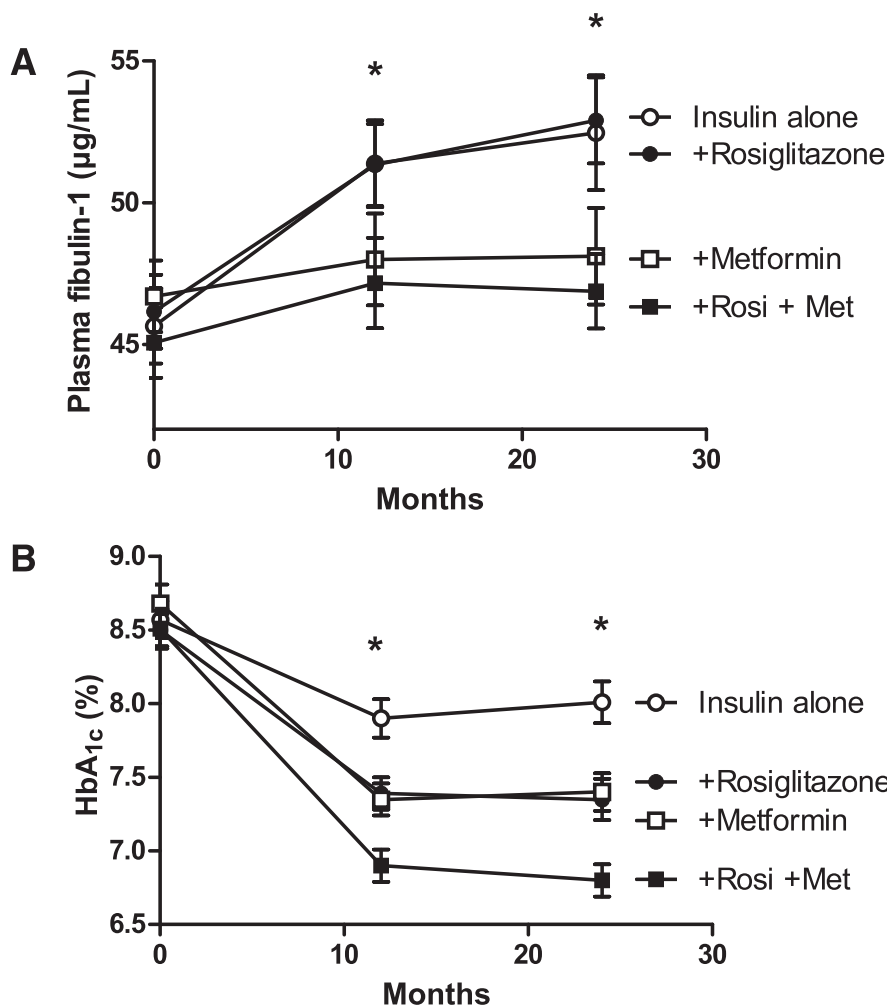 A
Plasma fibulin-1 (µg/mL)
55
50
45
*
*
Insulin alone
+Rosiglitazone
+Metformin
+Rosi + Met
0
10
20
30
Months
B
HbA1c (%)
9.0
8.5
8.0
7.5
7.0
6.5
*
*
Insulin alone
+Rosiglitazone
+Metformin
+Rosi +Met
0
10
20
30
Months